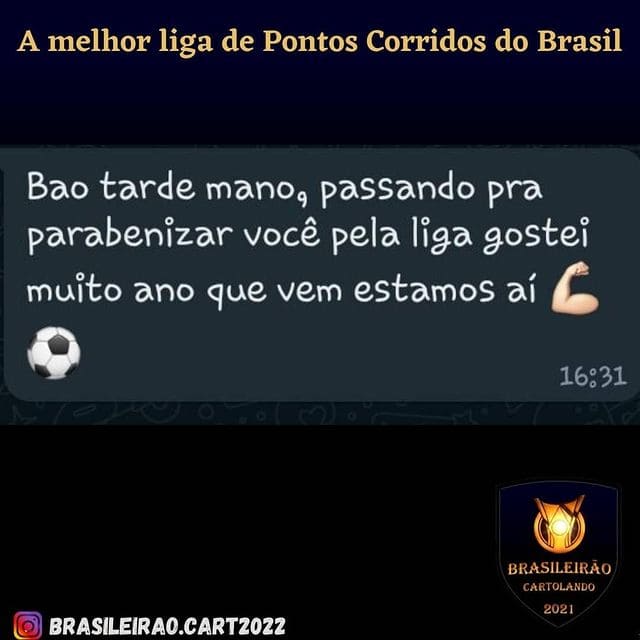 A melhor liga de Pontos Corridos do Brasil
Bao tarde mano, passando pra
parabenizar você pela liga gostei
muito ano que vem estamos aí 💪🏻
⚽
16:31
BRASILEIRÃO
CARTOLANDO
2021
BRASILEIRAO.CART2022